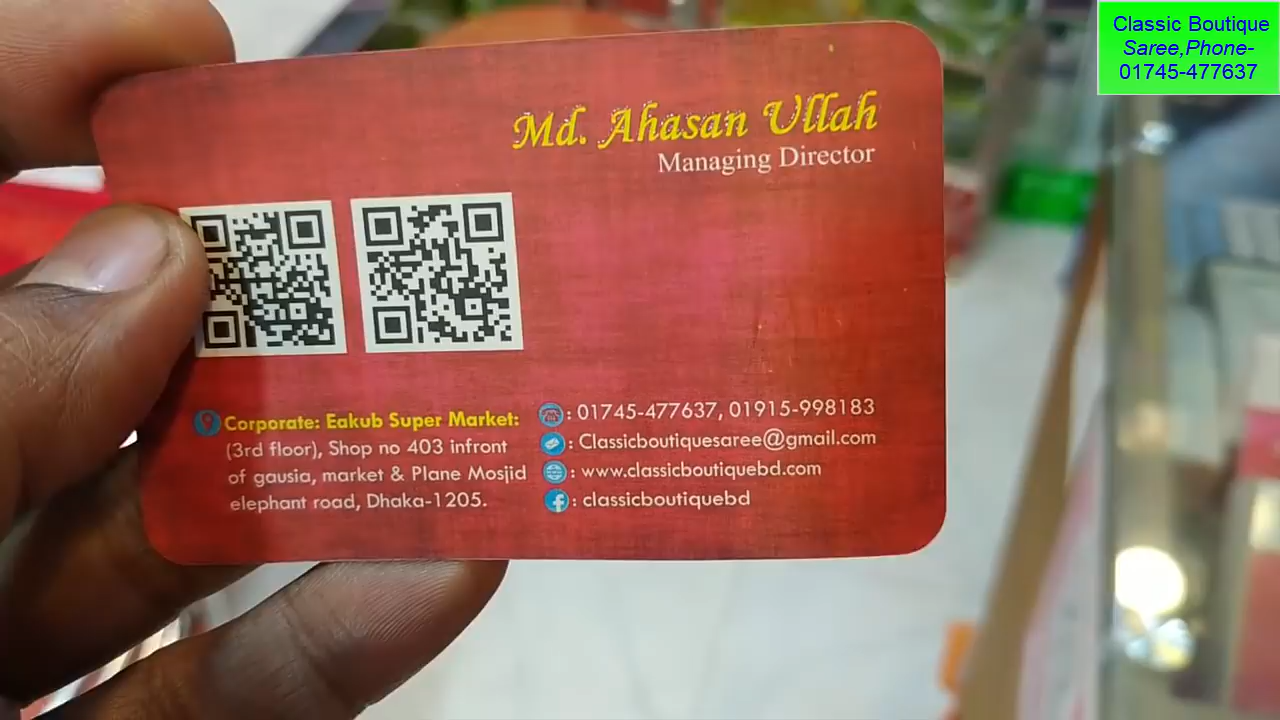 Classic Boutique
Saree,Phone-
01745-477637
Md. Ahasan Ullah
Managing Director
Corporate: Eakub Super Market:
(3rd floor), Shop no 403 infront
of gausia, market & Plane Mosjid
elephant road, Dhaka-1205.
: 01745-477637, 01915-998183
: Classicboutiquesaree@gmail.com
: www.classicboutiquebd.com
: classicboutiquebd